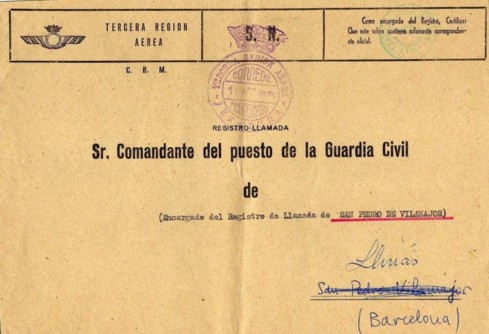 TERCERA REGION
AEREA
C. R. M.
S. N.
Como encargado del Registro, Certifico:
Que este sobre contiene solamente correspondencia
oficial.
CORREOS
REGISTRO LLAMADA
Sr. Comandante del puesto de la Guardia Civil
de
(Encargado del Registro de Llamada de SAN PEDRO DE VILAMAJOR)
Llinás
San Pedro Vilamajor
(Barcelona)